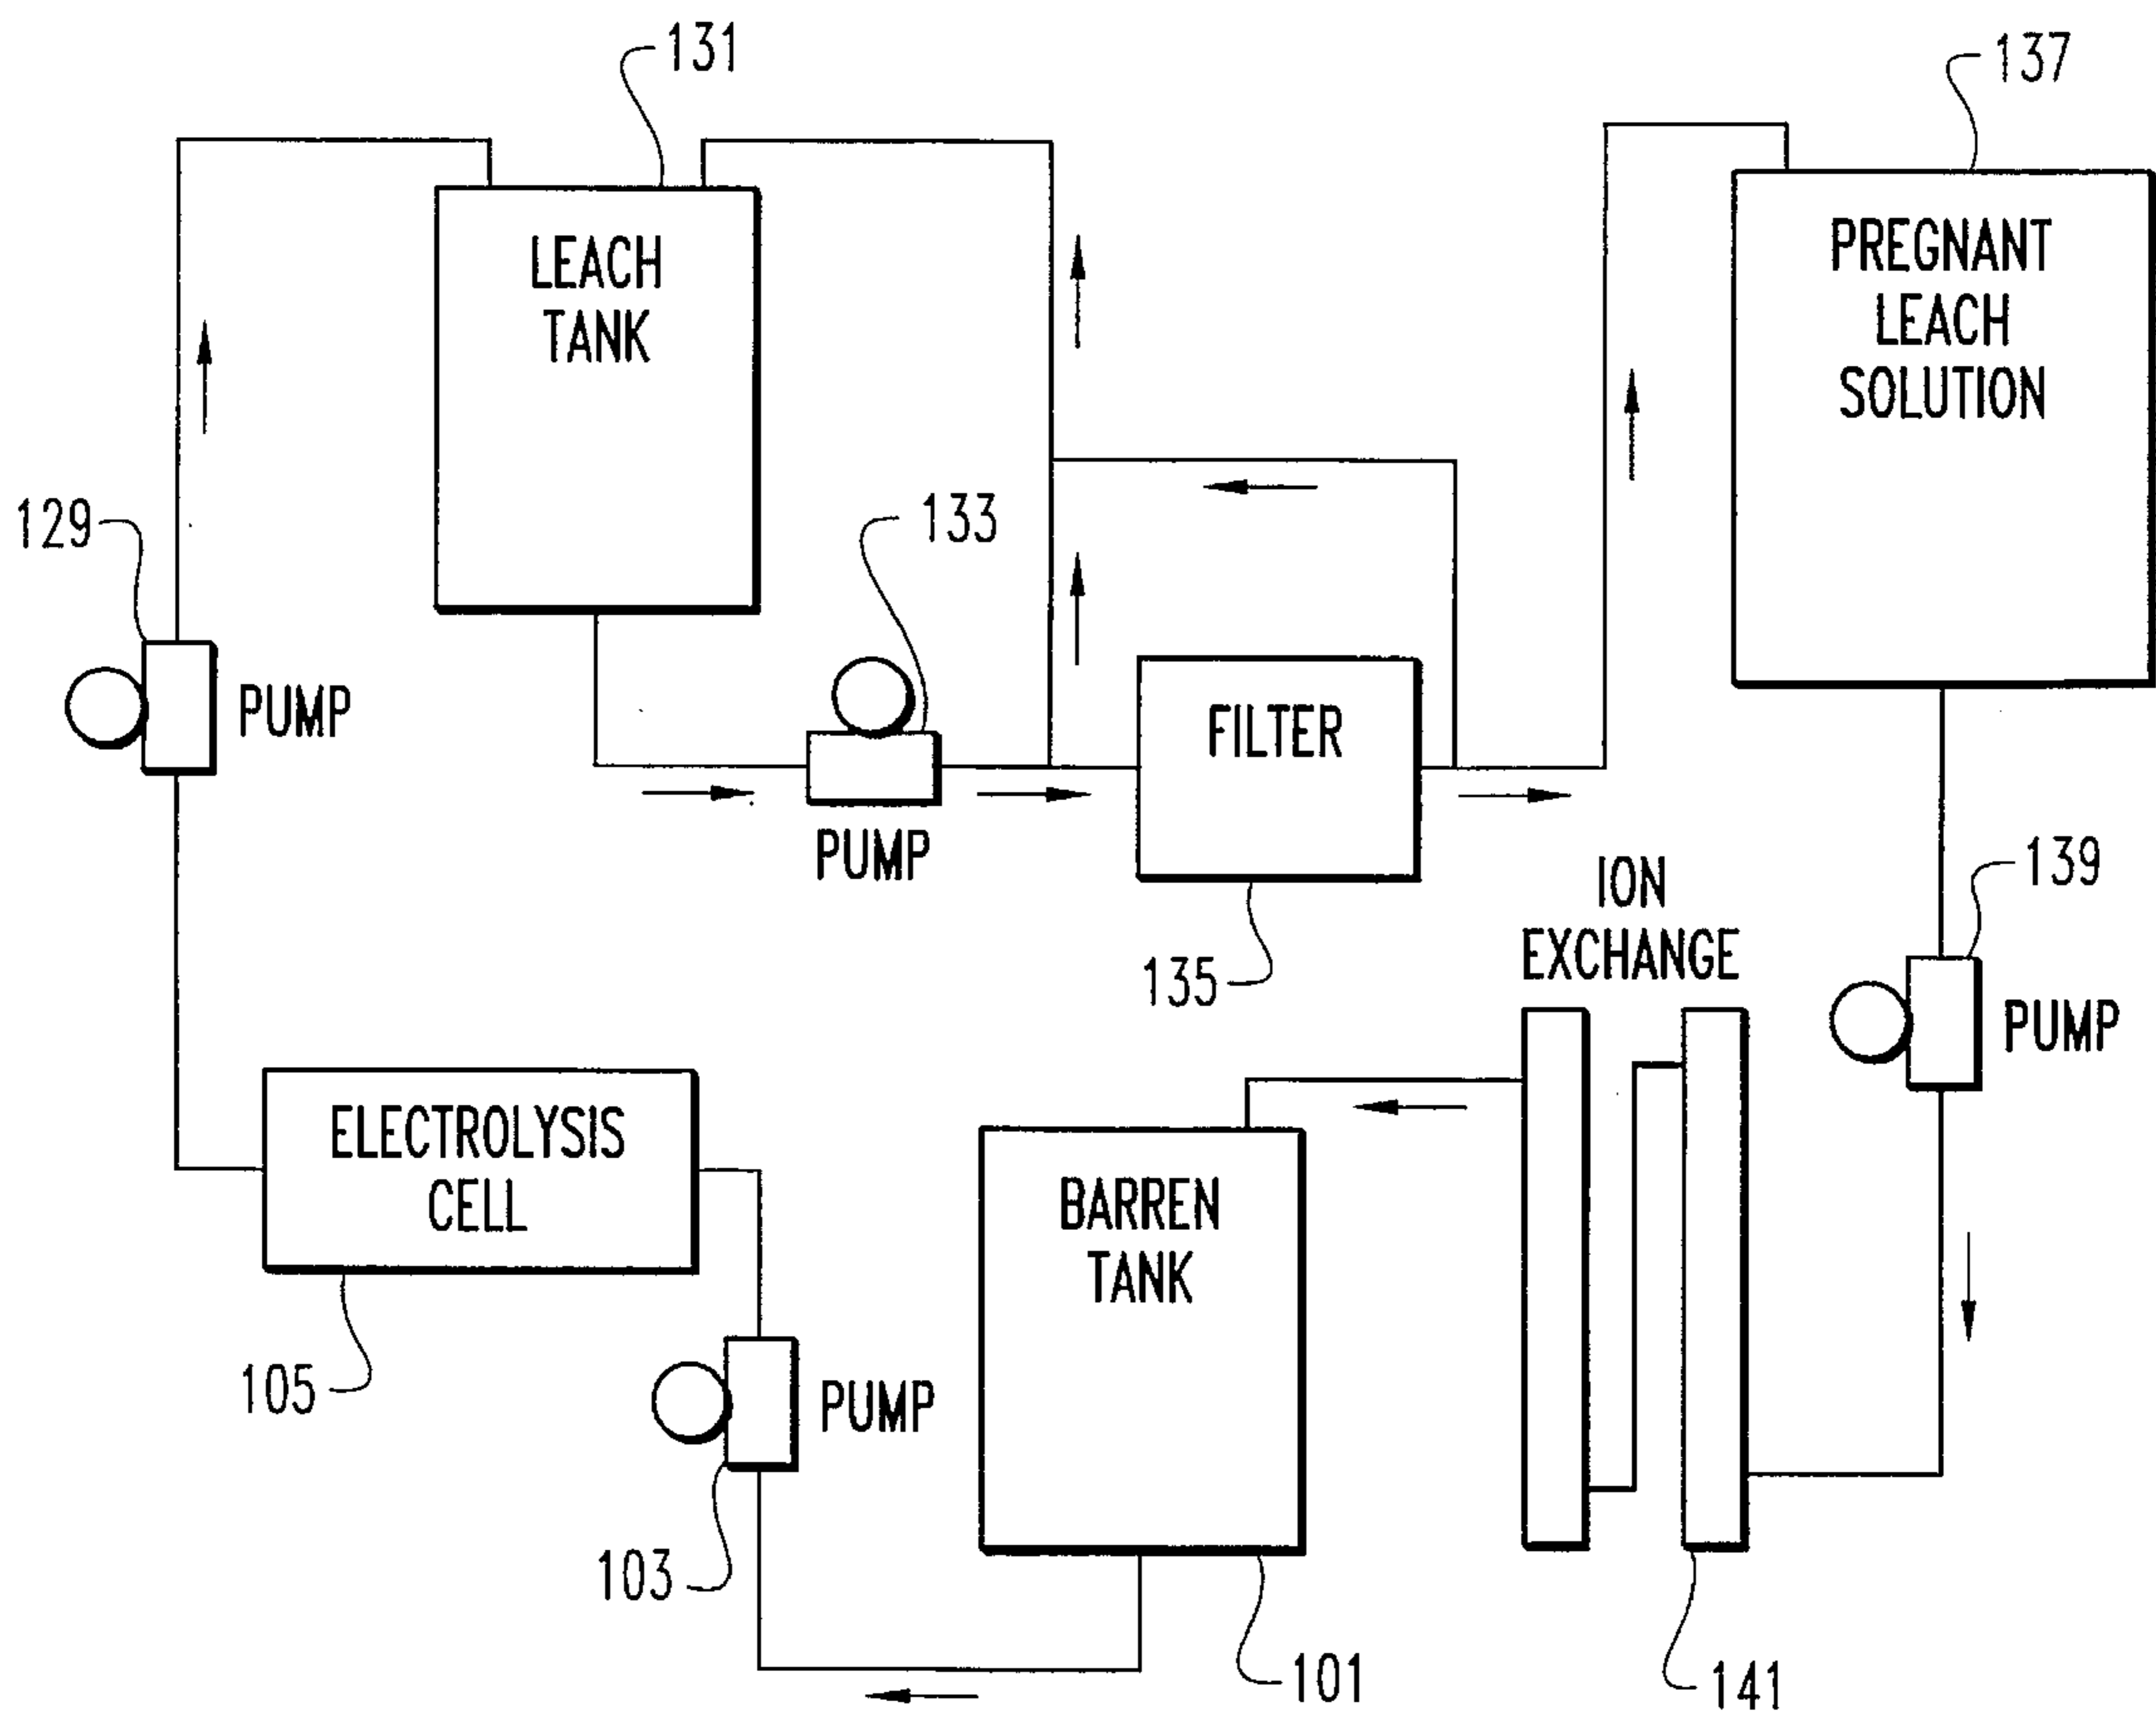 131
137
LEACH
TANK
PREGNANT
LEACH
SOLUTION
129
133
PUMP
FILTER
PUMP
ION
EXCHANGE
139
135
PUMP
ELECTROLYSIS
CELL
BARREN
TANK
105
PUMP
103
101
141